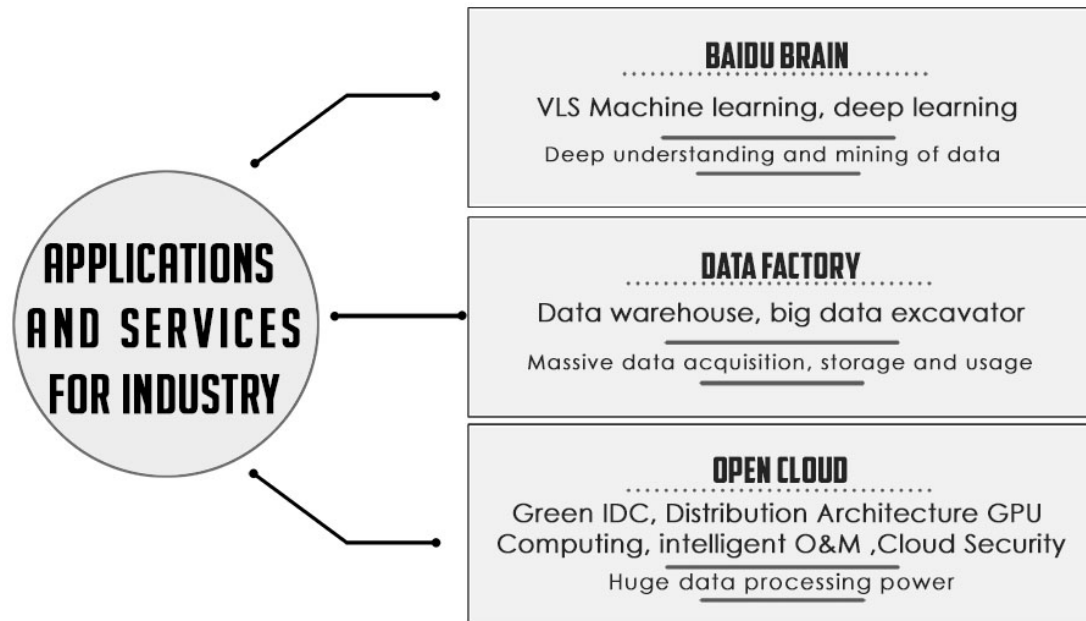 APPLICATIONS
AND SERVICES
FOR INDUSTRY
BAIDU BRAIN
VLS Machine learning, deep learning
Deep understanding and mining of data
DATA FACTORY
Data warehouse, big data excavator
Massive data acquisition, storage and usage
OPEN CLOUD
Green IDC, Distribution Architecture GPU
Computing, intelligent O&M ,Cloud Security
Huge data processing power